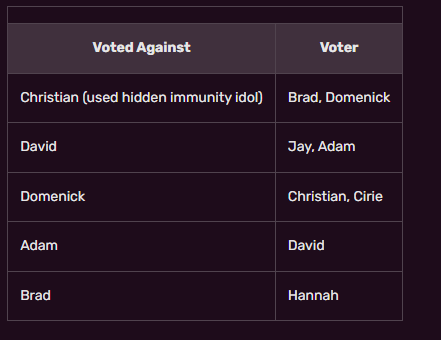 Voted Against Voter
Christian (used hidden immunity idol) Brad, Domenick
David Jay, Adam
Domenick Christian, Cirie
Adam David
Brad Hannah